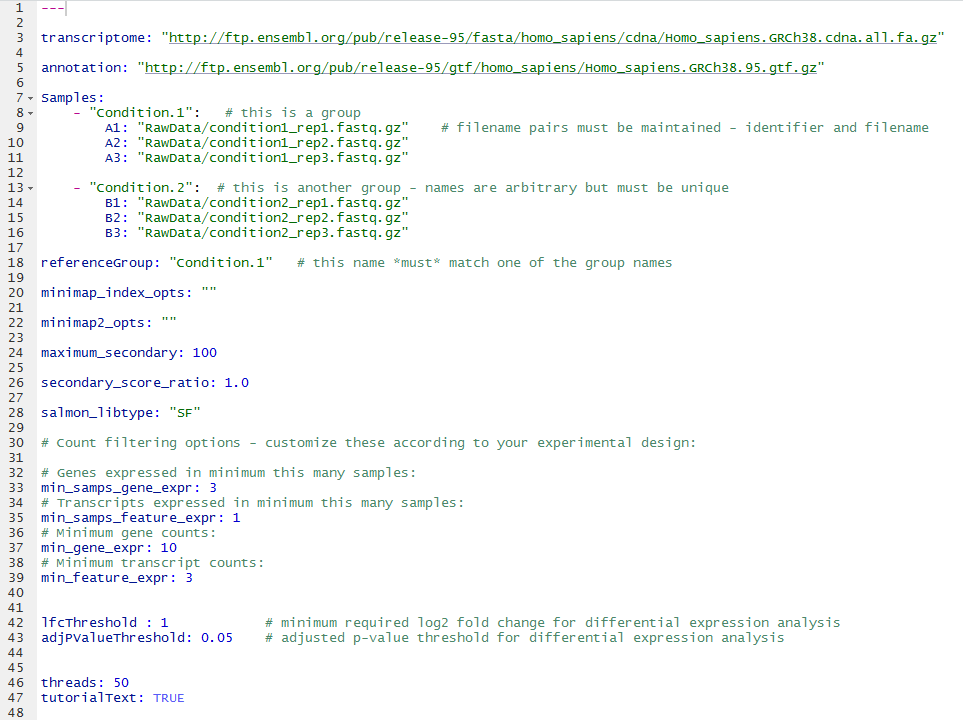 1 ---
2
3 transcriptome: "http://ftp.ensembl.org/pub/release-95/fasta/homo_sapiens/cdna/Homo_sapiens.GRCh38.cdna.all.fa.gz"
4
5 annotation: "http://ftp.ensembl.org/pub/release-95/gtf/homo_sapiens/Homo_sapiens.GRCh38.95.gtf.gz"
6
7 Samples:
8     - "Condition.1":   # this is a group
9         A1: "RawData/condition1_rep1.fastq.gz"    # filename pairs must be maintained - identifier and filename
10         A2: "RawData/condition1_rep2.fastq.gz"
11         A3: "RawData/condition1_rep3.fastq.gz"
12
13     - "Condition.2":  # this is another group - names are arbitrary but must be unique
14         B1: "RawData/condition2_rep1.fastq.gz"
15         B2: "RawData/condition2_rep2.fastq.gz"
16         B3: "RawData/condition2_rep3.fastq.gz"
17
18 referenceGroup: "Condition.1"   # this name *must* match one of the group names
19
20 minimap_index_opts: ""
21
22 minimap2_opts: ""
23
24 maximum_secondary: 100
25
26 secondary_score_ratio: 1.0
27
28 salmon_libtype: "SF"
29
30 # Count filtering options - customize these according to your experimental design:
31
32 # Genes expressed in minimum this many samples:
33 min_samps_gene_expr: 3
34 # Transcripts expressed in minimum this many samples:
35 min_samps_feature_expr: 1
36 # Minimum gene counts:
37 min_gene_expr: 10
38 # Minimum transcript counts:
39 min_feature_expr: 3
40
41
42 lfcThreshold : 1            # minimum required log2 fold change for differential expression analysis
43 adjPValueThreshold: 0.05    # adjusted p-value threshold for differential expression analysis
44
45
46 threads: 50
47 tutorialText: TRUE
48